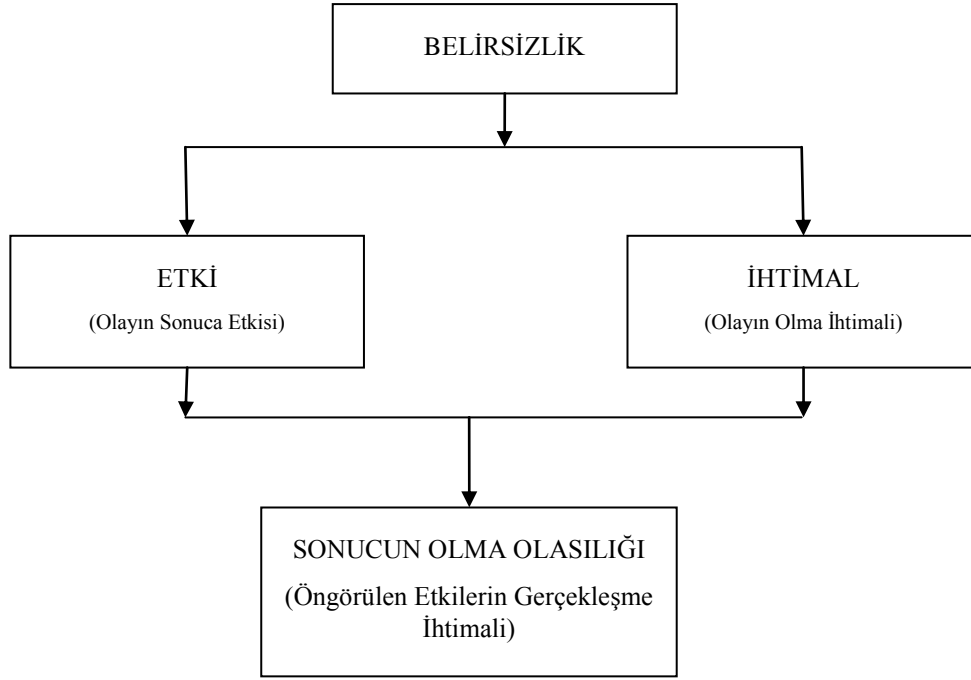 BELİRSİZLİK
ETKİ
(Olayın Sonuca Etkisi)
İHTİMAL
(Olayın Olma İhtimali)
SONUCUN OLMA OLASILIĞI
(Öngörülen Etkilerin Gerçekleşme
İhtimali)